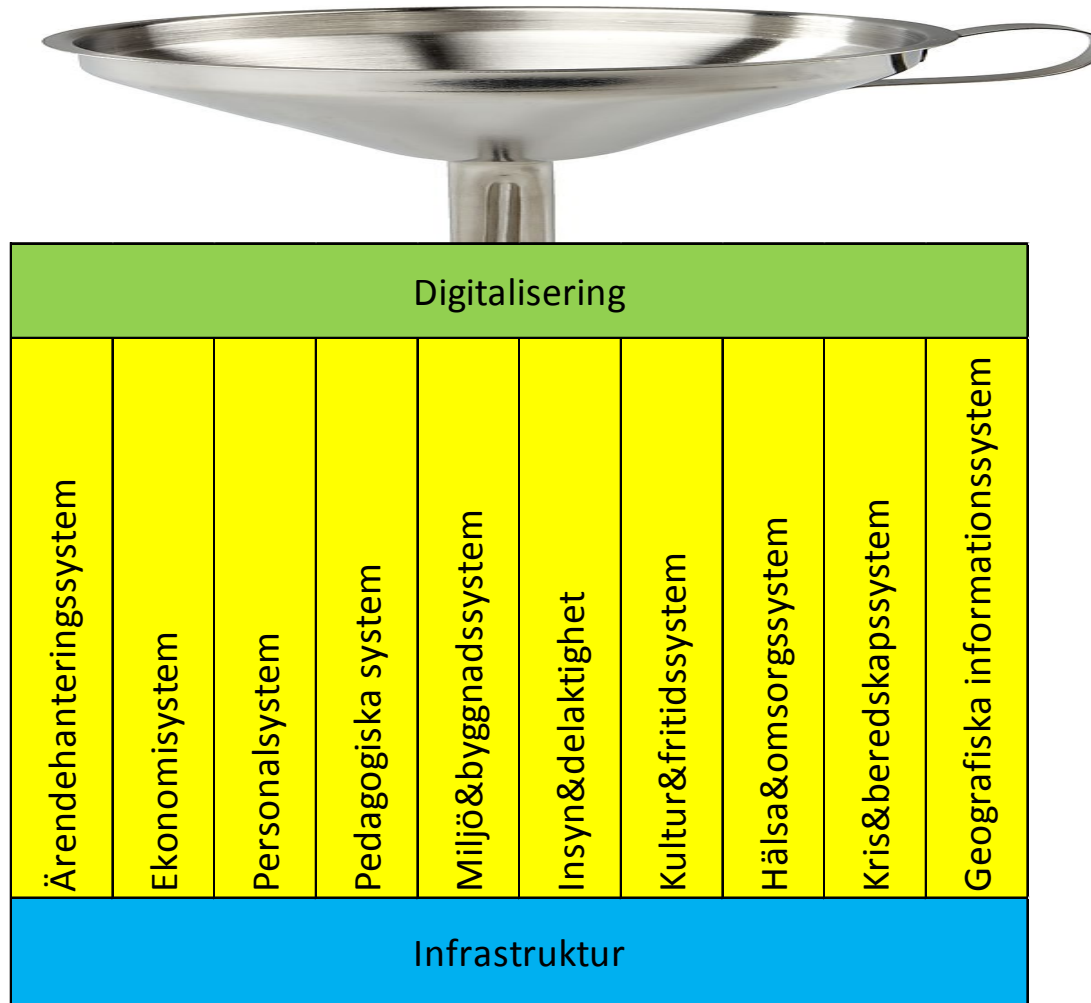 Digitalisering
Ärendehanteringssystem
Ekonomisystem
Personalsystem
Pedagogiska system
Miljö&byggnadssystem
Insyn&delaktighet
Kultur&fritidssystem
Hälsa&omsorgssystem
Kris&beredskapssystem
Geografiska informationssystem
Infrastruktur